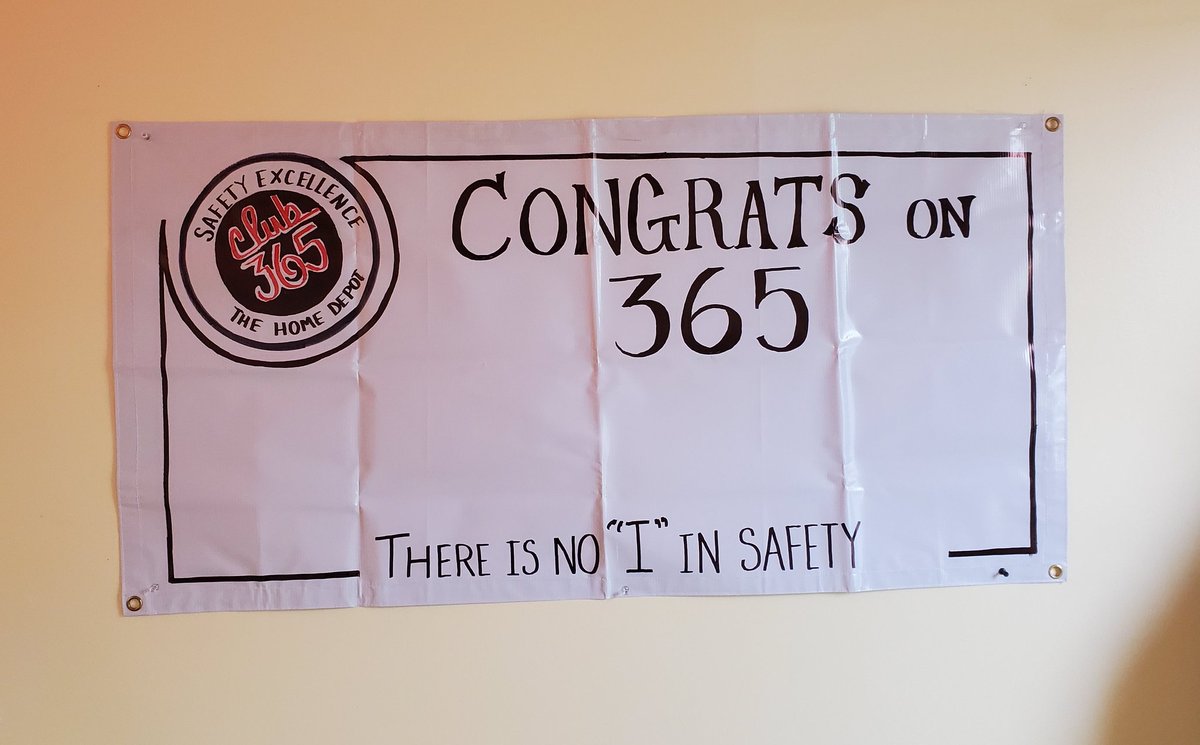 SAFETY EXCELLENCE
Club
365
THE HOME DEPOT
CONGRATS ON
365
THERE IS NO "I" IN SAFETY